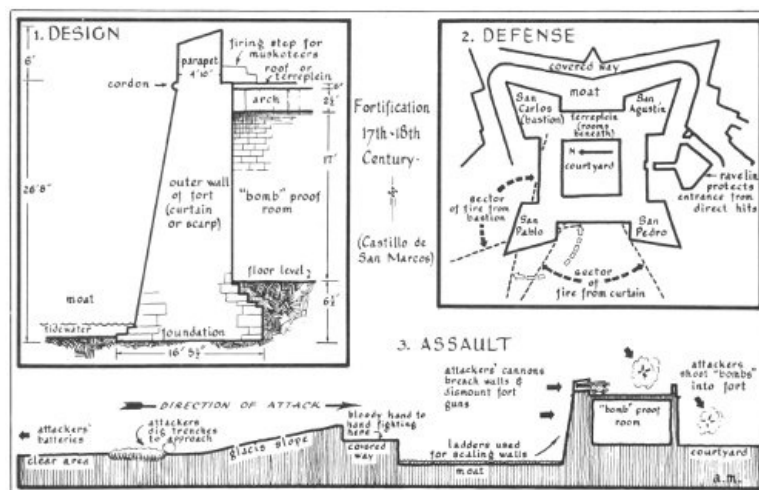 1. DESIGN
6'
parapet
4'10"
firing step for
musketeers
roof or
terreplein
cordon
6"
arch
2½'
17'
26'8"
outer wall
of fort
(curtain
or scarp)
"bomb" proof
room
floor level
6½'
moat
tidewater
foundation
16' 5½"
Fortification
17th-18th
Century
(Castillo de
San Marcos)
2. DEFENSE
covered way
moat
San
Carlos
(bastion)
San
Agustin
terreplein
(rooms
beneath)
N
courtyard
ravelin
protects
entrance from
direct hits
sector
of fire from
bastion
San
Pablo
San
Pedro
sector
of
fire from curtain
3. ASSAULT
DIRECTION OF ATTACK
attackers'
batteries
clear area
attackers
dig trenches
to approach
glacis slope
bloody hand to
hand fighting
here
covered
way
attackers' cannons
breach walls &
dismount fort
guns
ladders used
for scaling walls
moat
"bomb" proof
room
attackers
shoot "bombs"
into fort
courtyard
a.m.